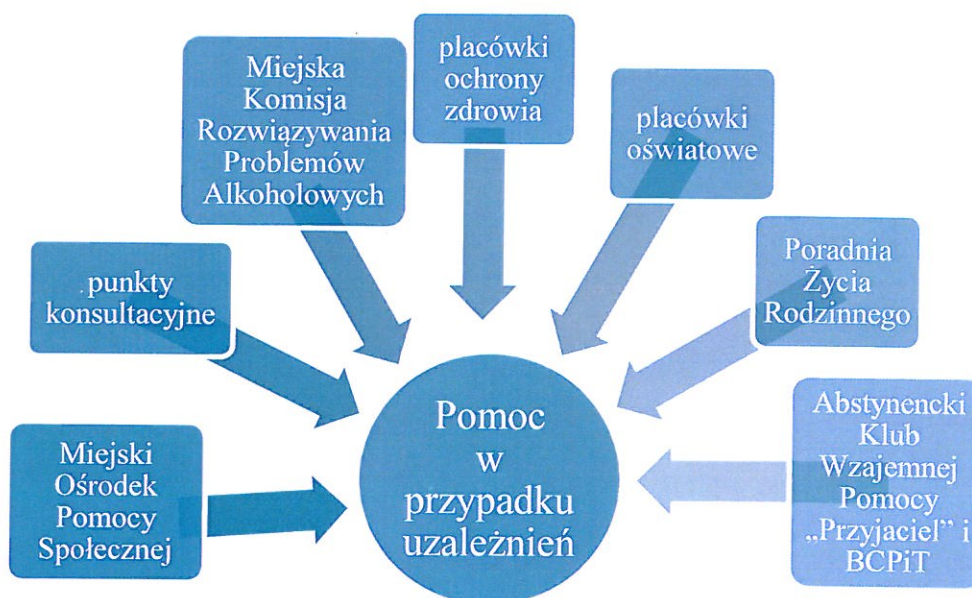 Miejska
Komisja
Rozwiązywania
Problemów
Alkoholowych
placówki
ochrony
zdrowia
placówki
oświatowe
punkty
konsultacyjne
Poradnia
Życia
Rodzinnego
Miejski
Ośrodek
Pomocy
Społecznej
Pomoc
w
przypadku
uzależnień
Abstynencki
Klub
Wzajemnej
Pomocy
„Przyjaciel” i
BCPiT